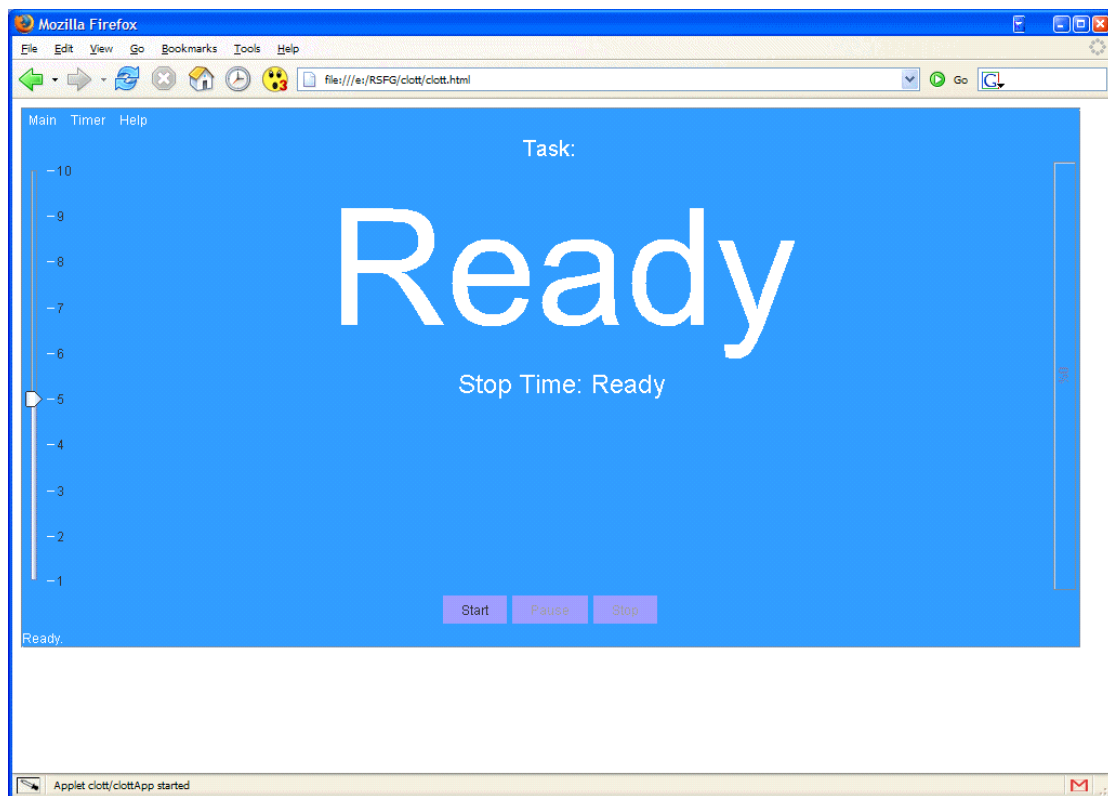 Mozilla Firefox
File Edit View Go Bookmarks Tools Help
3 file:///e:/RSFG/clott/clott.html Go G
Main Timer Help
Task:
10
9
8
7
6
5
4
3
2
1
Ready
Stop Time: Ready
Start Pause Stop
Ready.
Applet clott/clottApp started